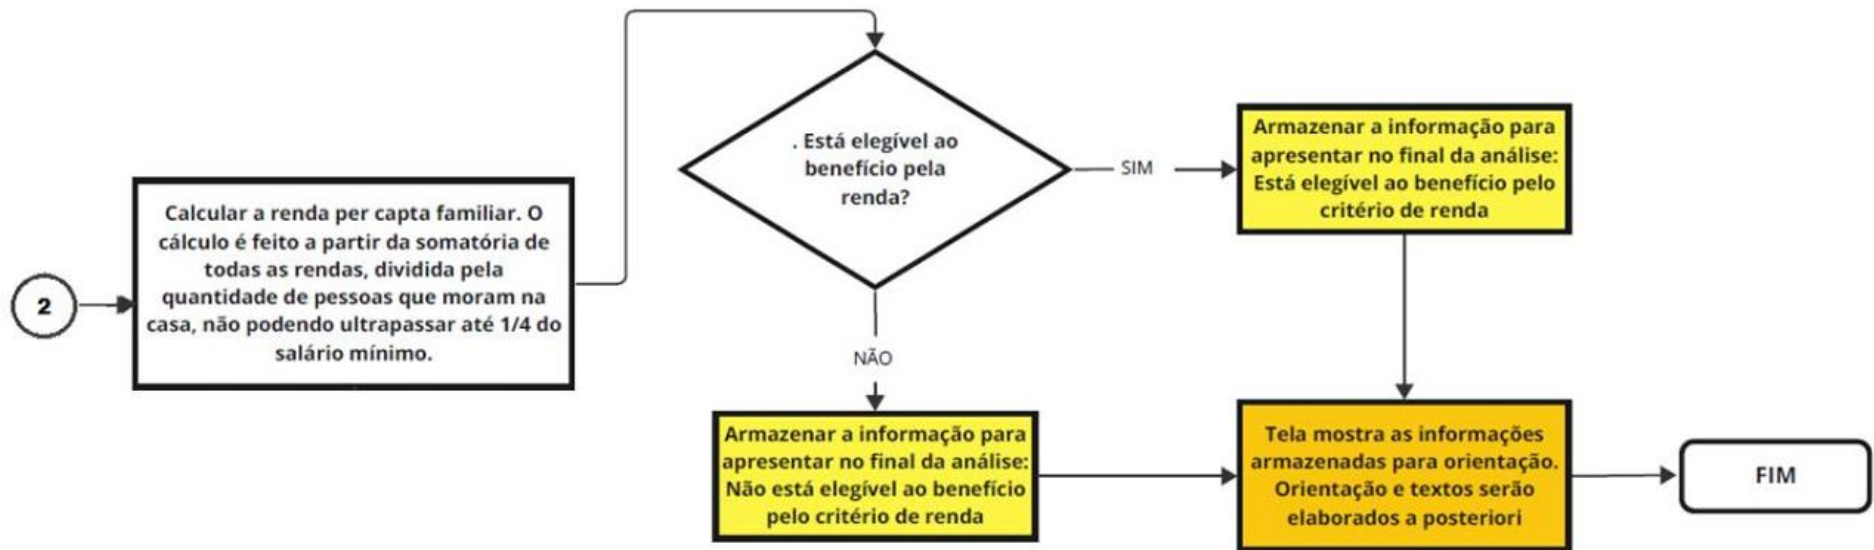 2
Calcular a renda per capta familiar. O
cálculo é feito a partir da somatória de
todas as rendas, dividida pela
quantidade de pessoas que moram na
casa, não podendo ultrapassar até 1/4 do
salário mínimo.
. Está elegível ao
benefício pela
renda?
SIM
Armazenar a informação para
apresentar no final da análise:
Está elegível ao benefício pelo
critério de renda
NÃO
Armazenar a informação para
apresentar no final da análise:
Não está elegível ao benefício
pelo critério de renda
Tela mostra as informações
armazenadas para orientação.
Orientação e textos serão
elaborados a posteriori
FIM